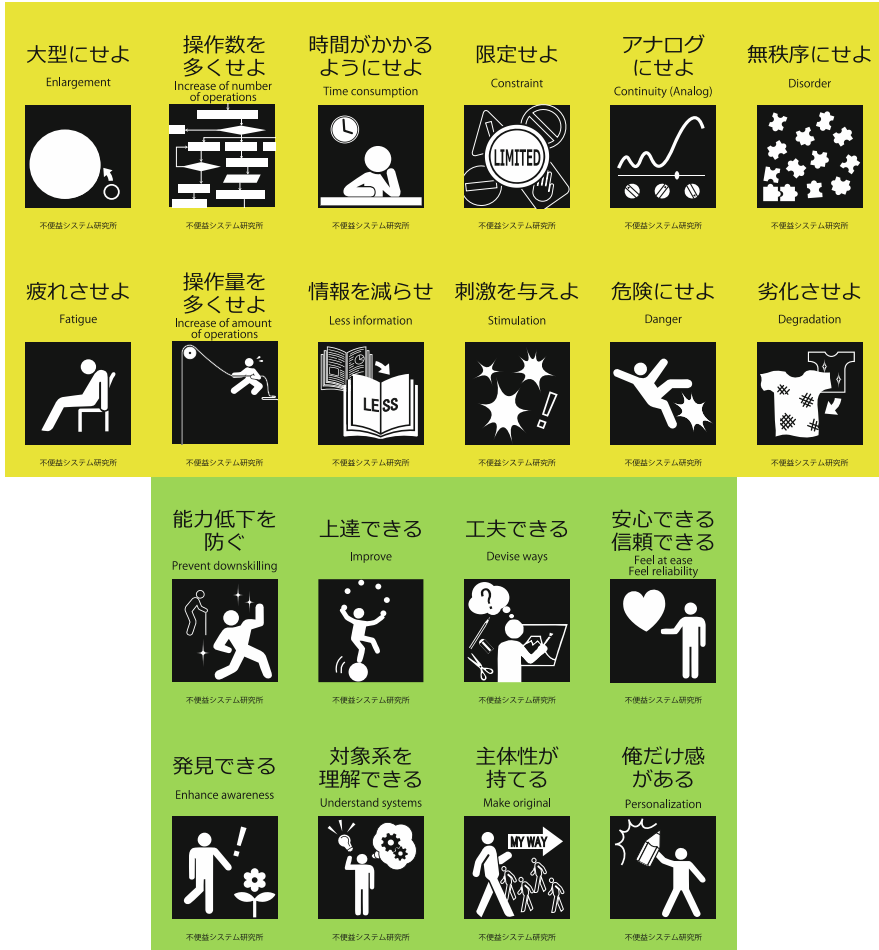 大型にせよ
Enlargement
不便益システム研究所
操作数を
多くせよ
Increase of number
of operations
不便益システム研究所
時間がかかる
ようにせよ
Time consumption
不便益システム研究所
限定せよ
Constraint
LIMITED
不便益システム研究所
アナログ
にせよ
Continuity (Analog)
不便益システム研究所
無秩序にせよ
Disorder
不便益システム研究所
疲れさせよ
Fatigue
不便益システム研究所
操作量を
多くせよ
Increase of amount
of operations
不便益システム研究所
情報を減らせ
Less information
LESS
不便益システム研究所
刺激を与えよ
Stimulation
!
不便益システム研究所
危険にせよ
Danger
不便益システム研究所
劣化させよ
Degradation
不便益システム研究所
能力低下を
防ぐ
Prevent downskilling
不便益システム研究所
上達できる
Improve
不便益システム研究所
工夫できる
Devise ways
?
不便益システム研究所
安心できる
信頼できる
Feel at ease
Feel reliability
不便益システム研究所
発見できる
Enhance awareness
!
不便益システム研究所
対象系を
理解できる
Understand systems
不便益システム研究所
主体性が
持てる
Make original
MY WAY
不便益システム研究所
俺だけ感
がある
Personalization
不便益システム研究所